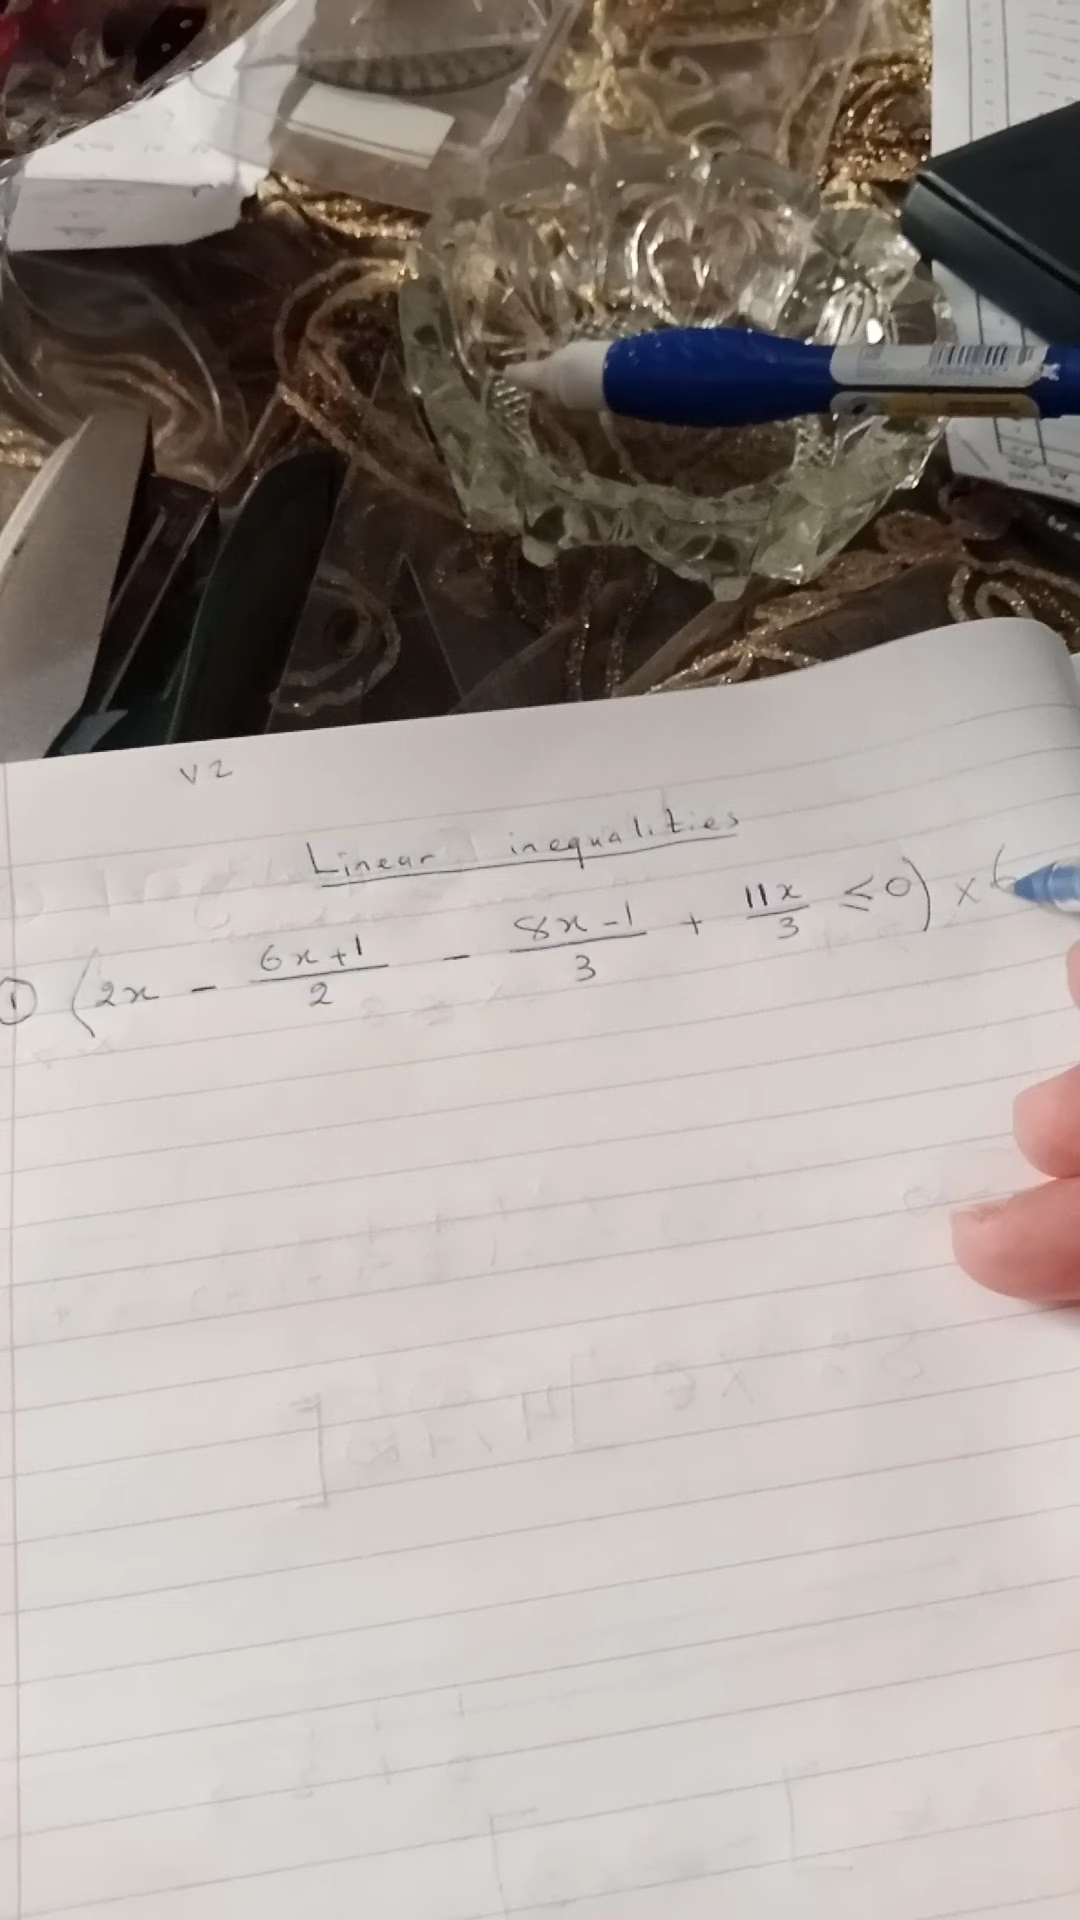 V2
Linear inequalities
① (2x - 6x+1/2 - 8x-1/3 + 11x/3 ≤ 0) × 6